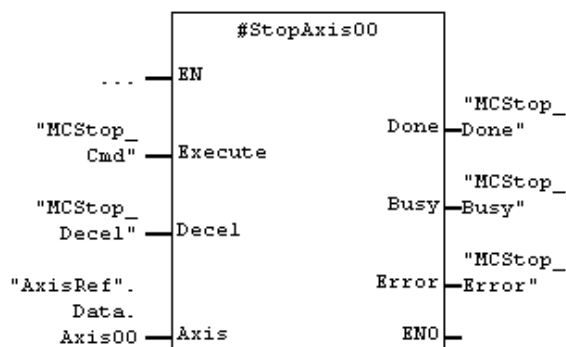 #StopAxis00
...
EN
"MCStop_
Cmd"
Execute
Done
"MCStop_
Done"
"MCStop_
Decel"
Decel
Busy
"MCStop_
Busy"
"AxisRef".
Data.
Axis00
Axis
Error
"MCStop_
Error"
ENO